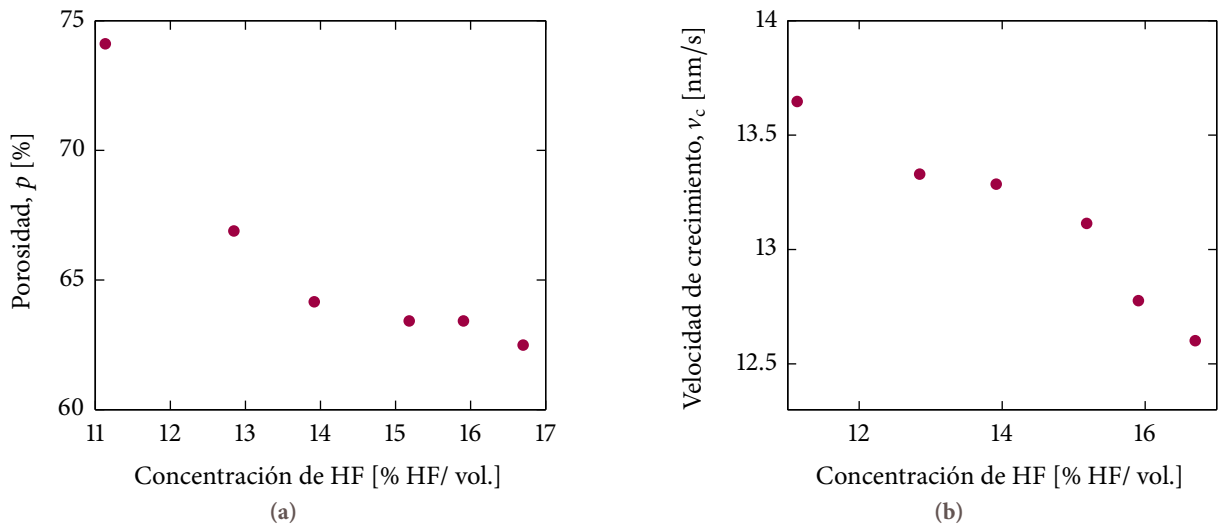 75
70
65
60
Porosidad, p [%]
11 12 13 14 15 16 17
Concentración de HF [% HF/ vol.]
(a)
14
13.5
13
12.5
Velocidad de crecimiento, vc [nm/s]
12 14 16
Concentración de HF [% HF/ vol.]
(b)